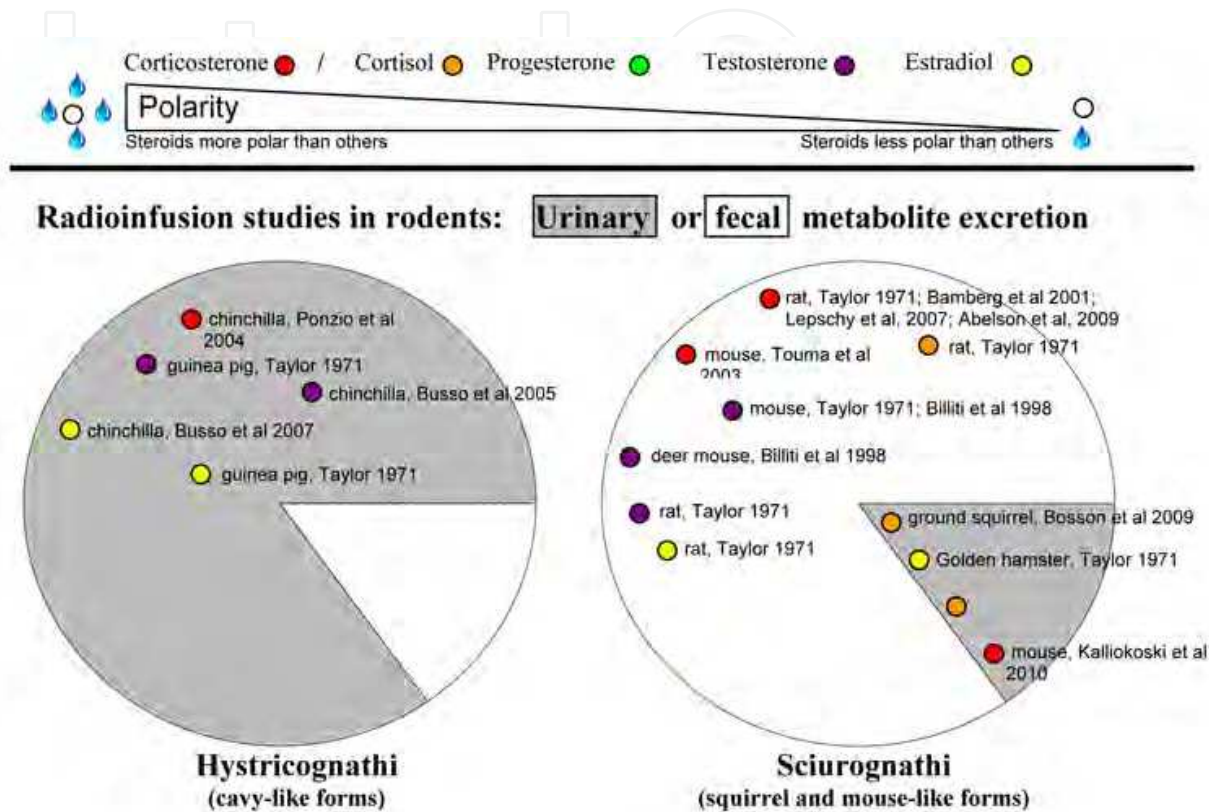 Corticosterone / Cortisol Progesterone Testosterone Estradiol
Polarity
Steroids more polar than others
Steroids less polar than others
Radioinfusion studies in rodents: Urinary or fecal metabolite excretion
chinchilla, Ponzio et al
2004
guinea pig, Taylor 1971
chinchilla, Busso et al 2005
chinchilla, Busso et al 2007
guinea pig, Taylor 1971
Hystricognathi
(cavy-like forms)
rat, Taylor 1971; Bamberg et al 2001;
Lepschy et al, 2007; Abelson et al, 2009
rat, Taylor 1971
mouse, Touma et al
2003
mouse, Taylor 1971; Billiti et al 1998
deer mouse, Billiti et al 1998
rat, Taylor 1971
rat, Taylor 1971
ground squirrel, Bosson et al 2009
Golden hamster, Taylor 1971
mouse, Kalliokoski et al
2010
Sciurognathi
(squirrel and mouse-like forms)